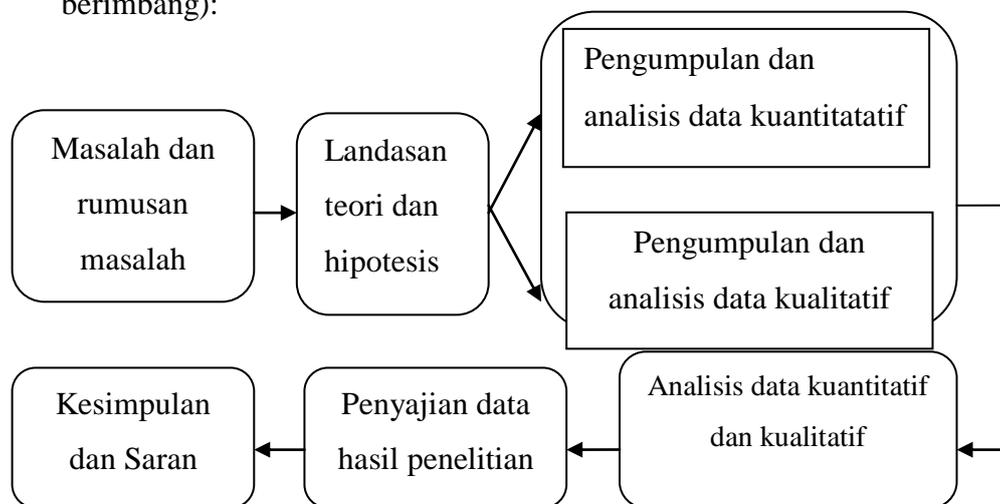 berimbang):
Masalah dan
rumusan
masalah
Landasan
teori dan
hipotesis
Pengumpulan dan
analisis data kuantitatatif
Pengumpulan dan
analisis data kualitatif
Analisis data kuantitatif
dan kualitatif
Penyajian data
hasil penelitian
Kesimpulan
dan Saran